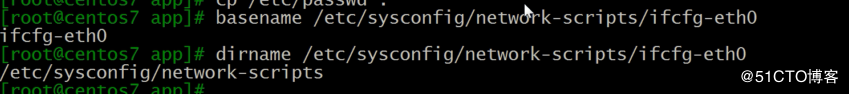 [root@centos7 app]# cp /etc/passwd .
[root@centos7 app]# basename /etc/sysconfig/network-scripts/ifcfg-eth0
ifcfg-eth0
[root@centos7 app]# dirname /etc/sysconfig/network-scripts/ifcfg-eth0
/etc/sysconfig/network-scripts
[root@centos7 app]#
@51CTO博客